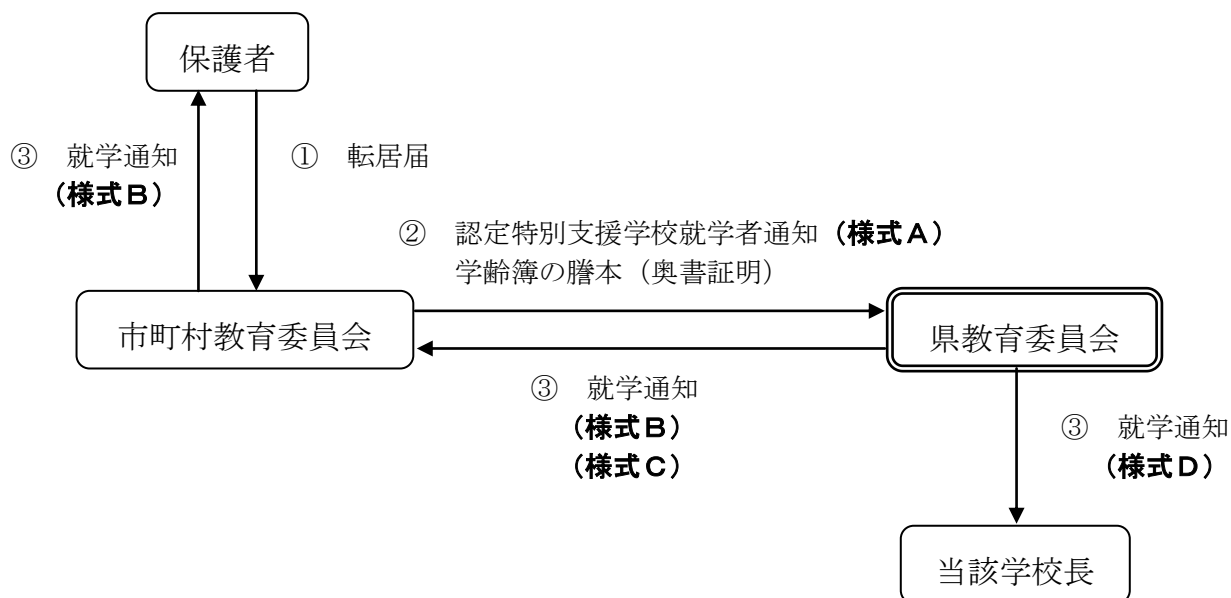 保護者
③ 就学通知
(様式B)
① 転居届
② 認定特別支援学校就学者通知 (様式A)
学齢簿の謄本（奥書証明）
市町村教育委員会
県教育委員会
③ 就学通知
(様式B)
(様式C)
③ 就学通知
(様式D)
当該学校長